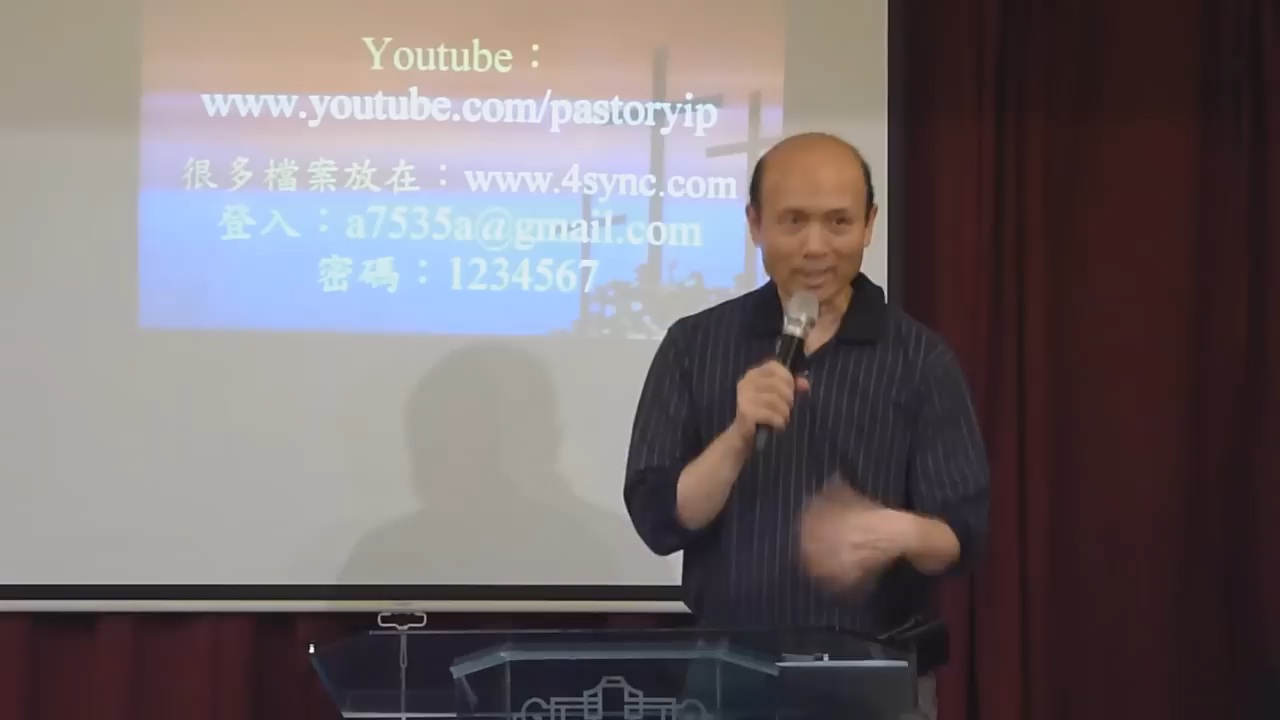 Youtube：
www.youtube.com/pastoryip
很多檔案放在：www.4sync.com
登入：a7535a@gmail.com
密碼：1234567